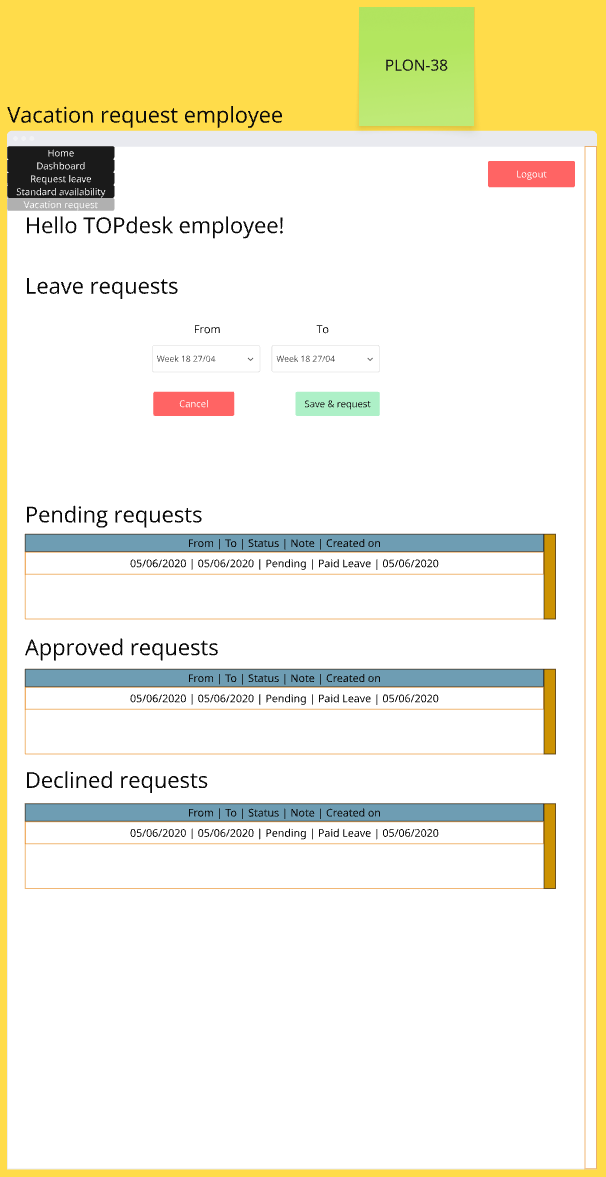 PLON-38
Vacation request employee
Home
Dashboard
Request leave
Standard availability
Vacation request
Logout
Hello TOPdesk employee!
Leave requests
From To
Week 18 27/04 Week 18 27/04
Cancel Save & request
Pending requests
From | To | Status | Note | Created on
05/06/2020 | 05/06/2020 | Pending | Paid Leave | 05/06/2020
Approved requests
From | To | Status | Note | Created on
05/06/2020 | 05/06/2020 | Pending | Paid Leave | 05/06/2020
Declined requests
From | To | Status | Note | Created on
05/06/2020 | 05/06/2020 | Pending | Paid Leave | 05/06/2020